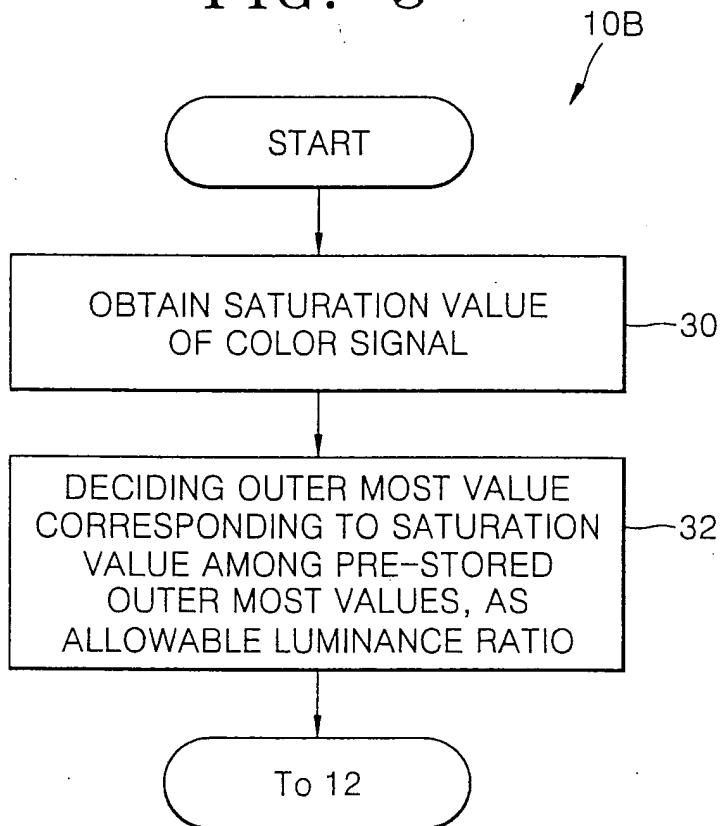 FIG.
10B
START
OBTAIN SATURATION VALUE
OF COLOR SIGNAL
30
DECIDING OUTER MOST VALUE
CORRESPONDING TO SATURATION
VALUE AMONG PRE-STORED
OUTER MOST VALUES, AS
ALLOWABLE LUMINANCE RATIO
32
To 12